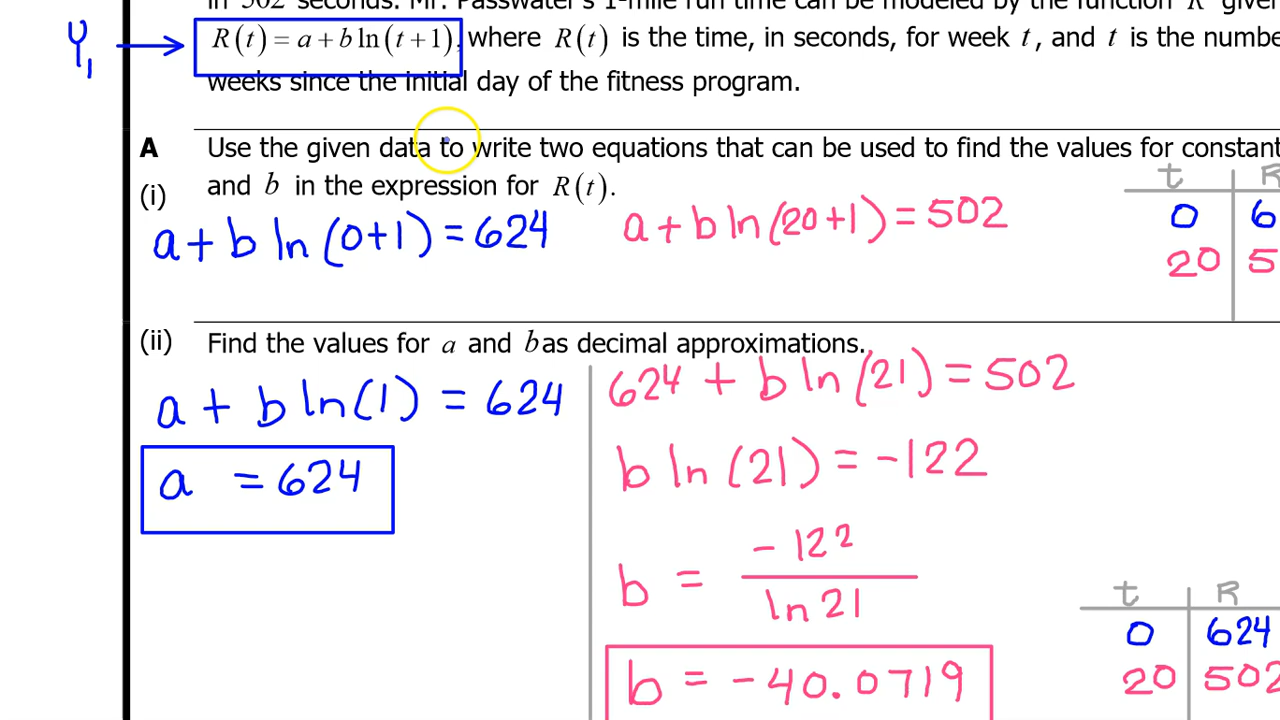 in 502 seconds. Mr. Passwater's 1-mile run time can be modeled by the function R
Y₁ → R(t) = a + b ln(t + 1), where R(t) is the time, in seconds, for week t, and t is the
weeks since the initial day of the fitness program.
A Use the given data to write two equations that can be used to find the values for
(i) and b in the expression for R(t).
a + b ln(0+1) = 624
a + b ln(20+1) = 502
t
0
20
(ii) Find the values for a and b as decimal approximations.
a + b ln(1) = 624
a = 624
624 + b ln(21) = 502
b ln(21) = -122
b = -122 / ln 21
b = -40.0719
t R
0 624
20 502